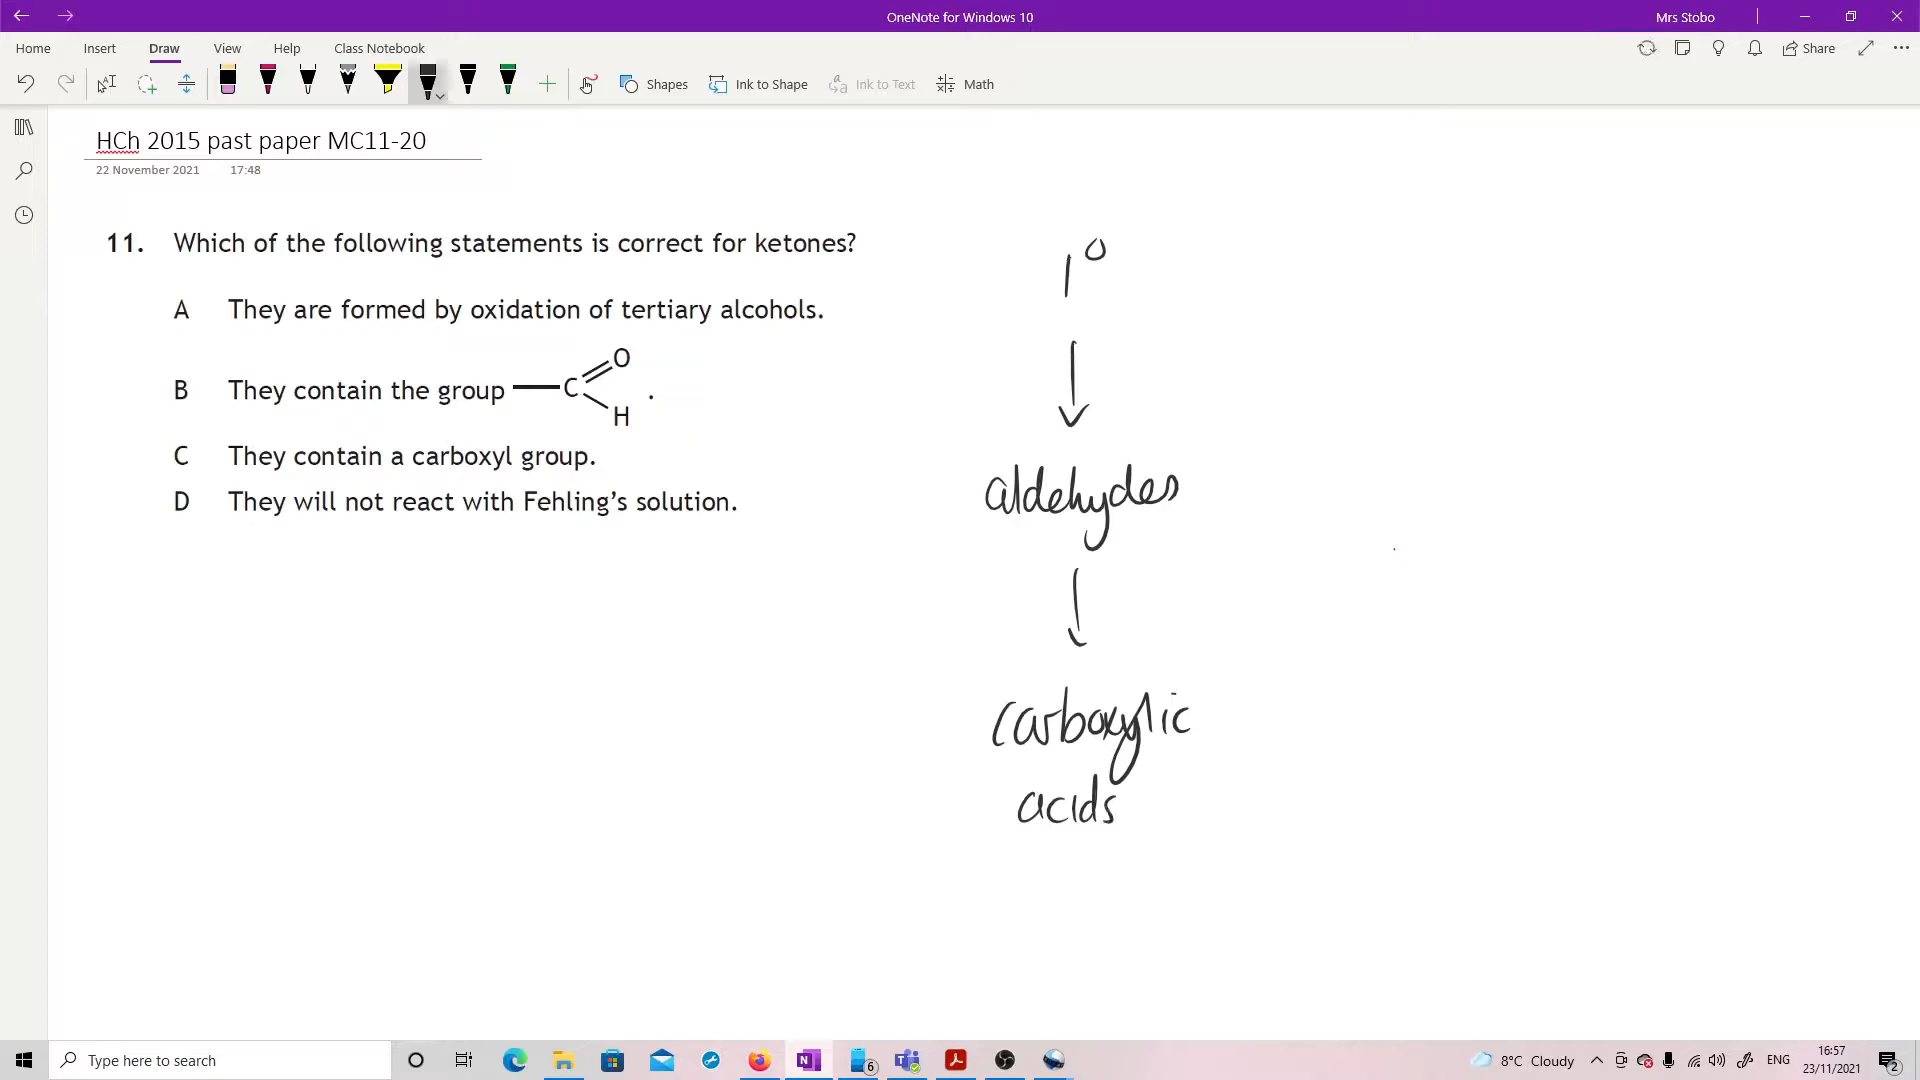 OneNote for Windows 10
Mrs Stobo
Home Insert Draw View Help Class Notebook
Share
Shapes Ink to Shape Ink to Text Math
HCh 2015 past paper MC11-20
22 November 2021 17:48
11. Which of the following statements is correct for ketones?
A They are formed by oxidation of tertiary alcohols.
B They contain the group —C O H .
C They contain a carboxyl group.
D They will not react with Fehling’s solution.
1°
aldehydes
carboxylic
acids
Type here to search
6
8°C Cloudy
ENG
16:57
23/11/2021
2